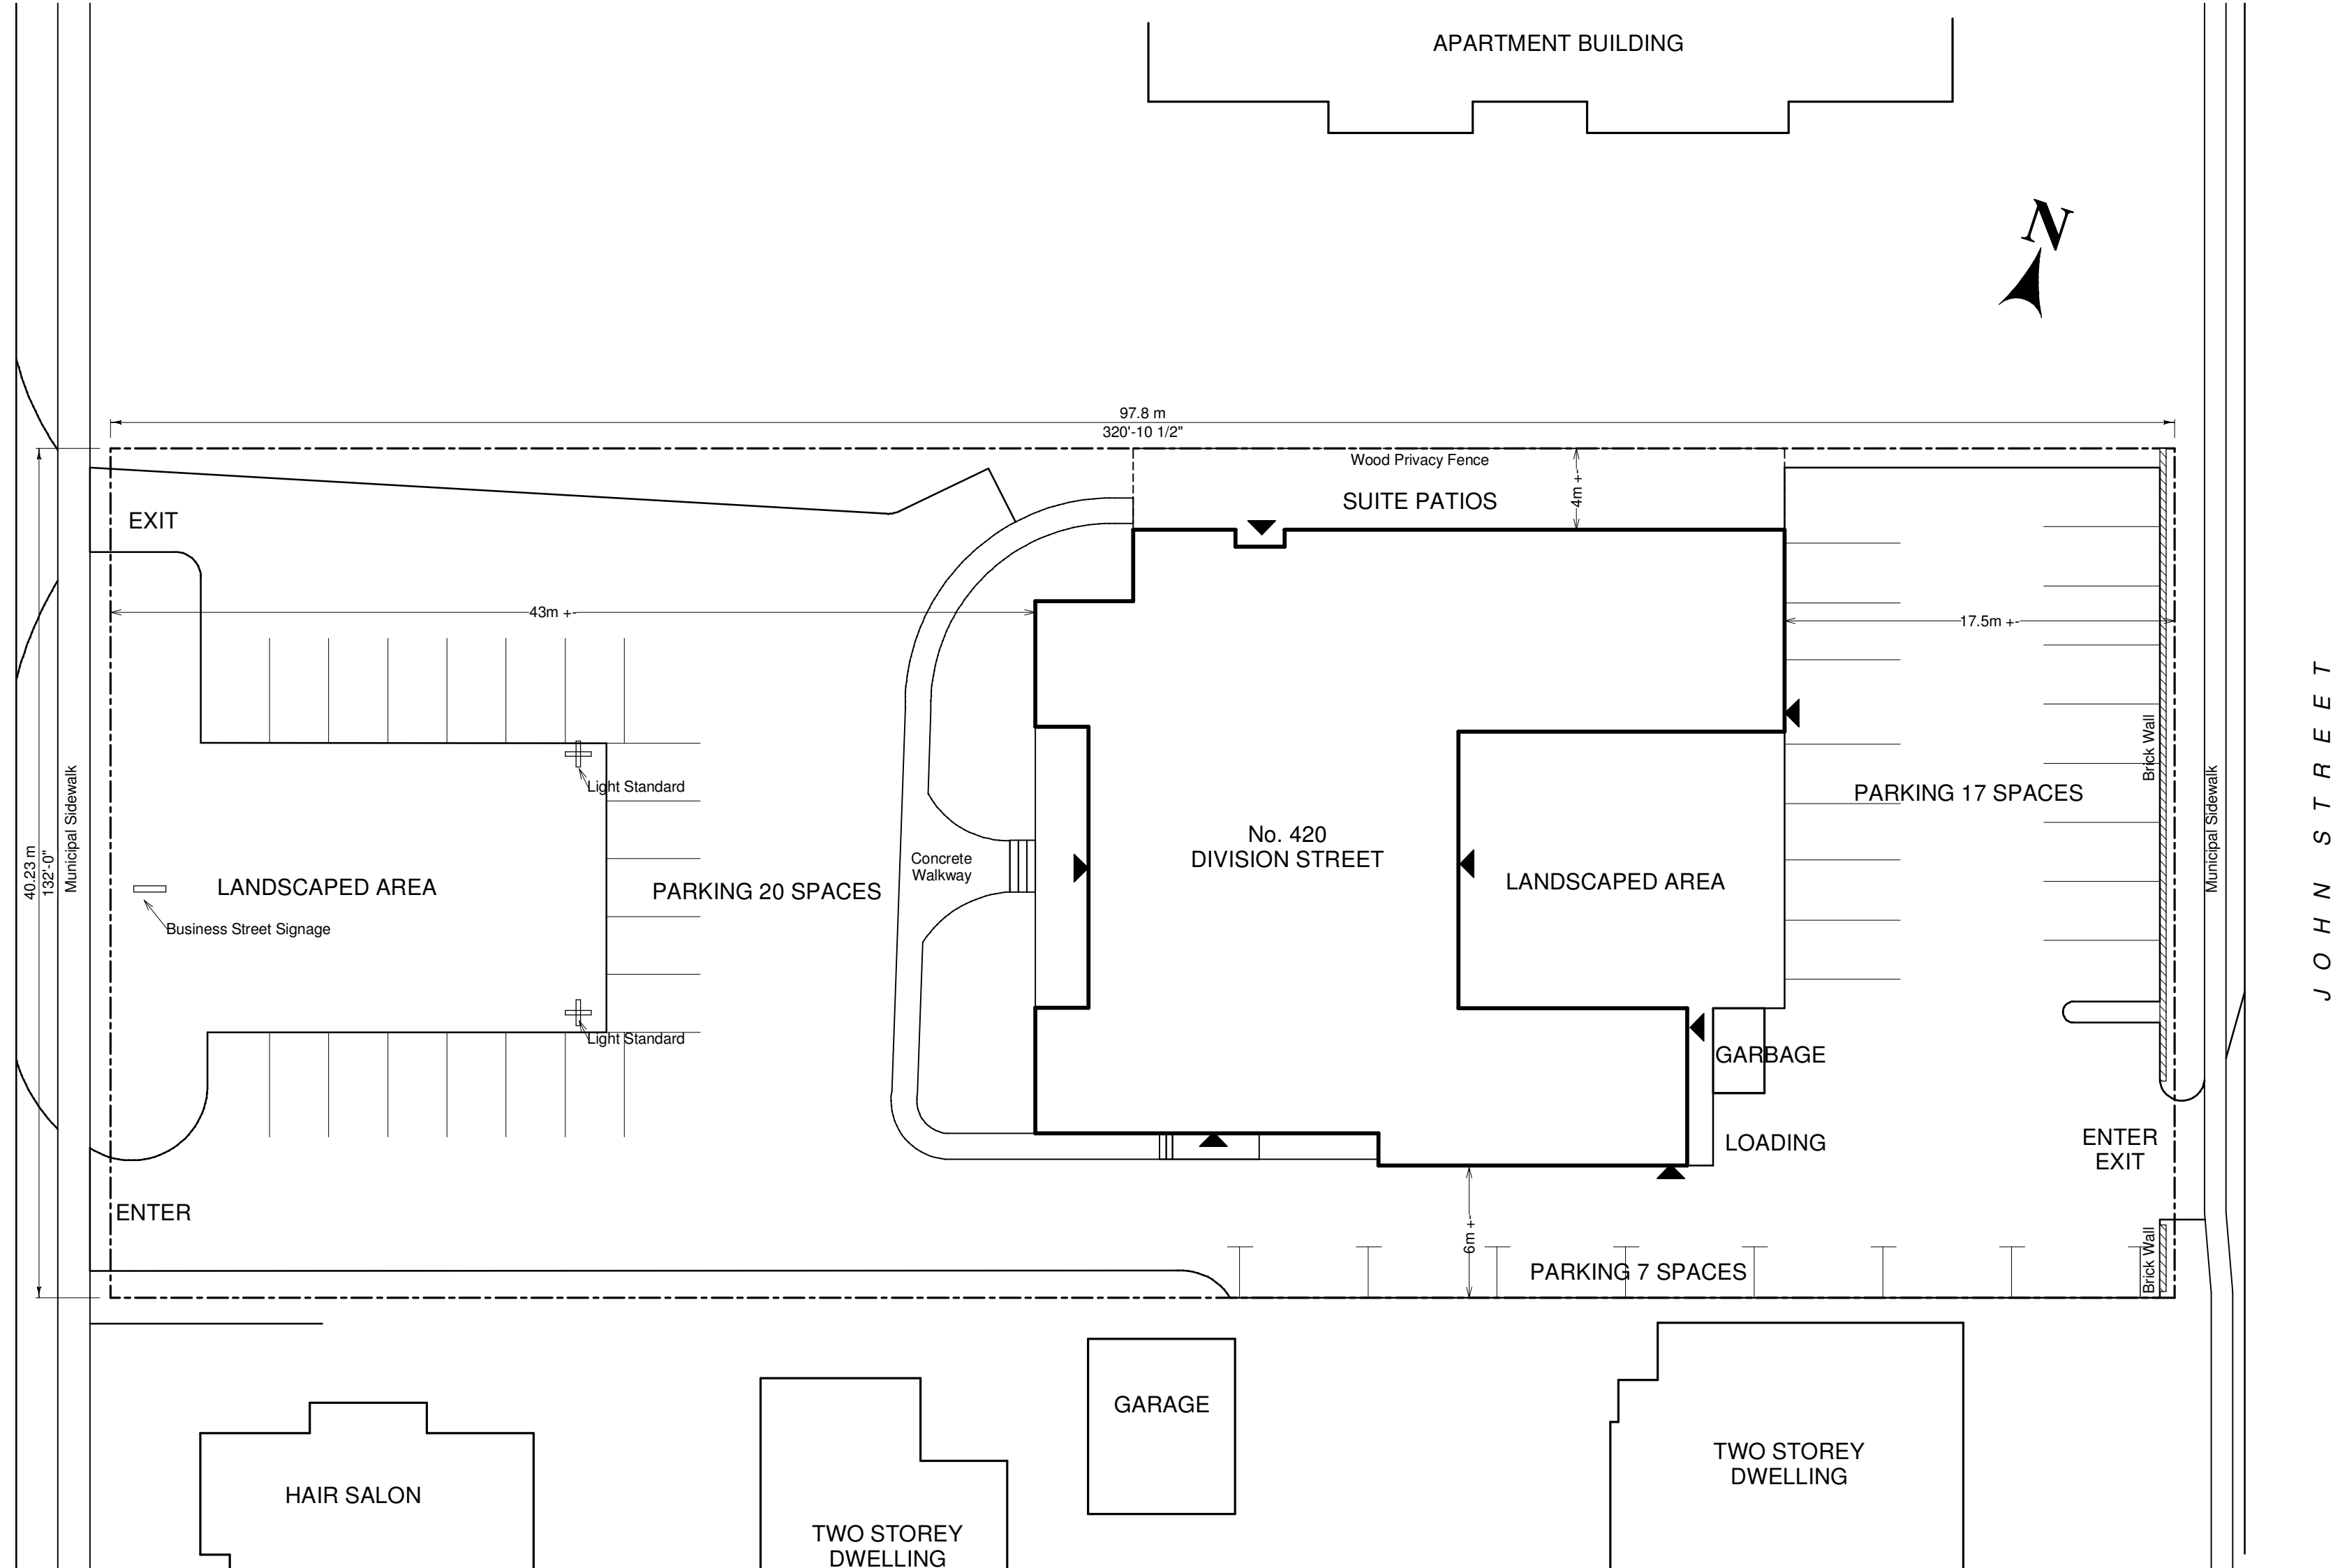 APARTMENT BUILDING
N
97.8 m
320'-10 1/2"
Wood Privacy Fence
SUITE PATIOS
4m +-
EXIT
43m +-
17.5m +-
JOHN STREET
Brick Wall
Municipal Sidewalk
Municipal Sidewalk
40.23 m
132'-0"
Light Standard
PARKING 17 SPACES
No. 420
DIVISION STREET
Concrete
Walkway
LANDSCAPED AREA
PARKING 20 SPACES
LANDSCAPED AREA
Business Street Signage
Light Standard
GARBAGE
LOADING
ENTER
EXIT
ENTER
6m +-
PARKING 7 SPACES
Brick Wall
GARAGE
HAIR SALON
TWO STOREY
DWELLING
TWO STOREY
DWELLING